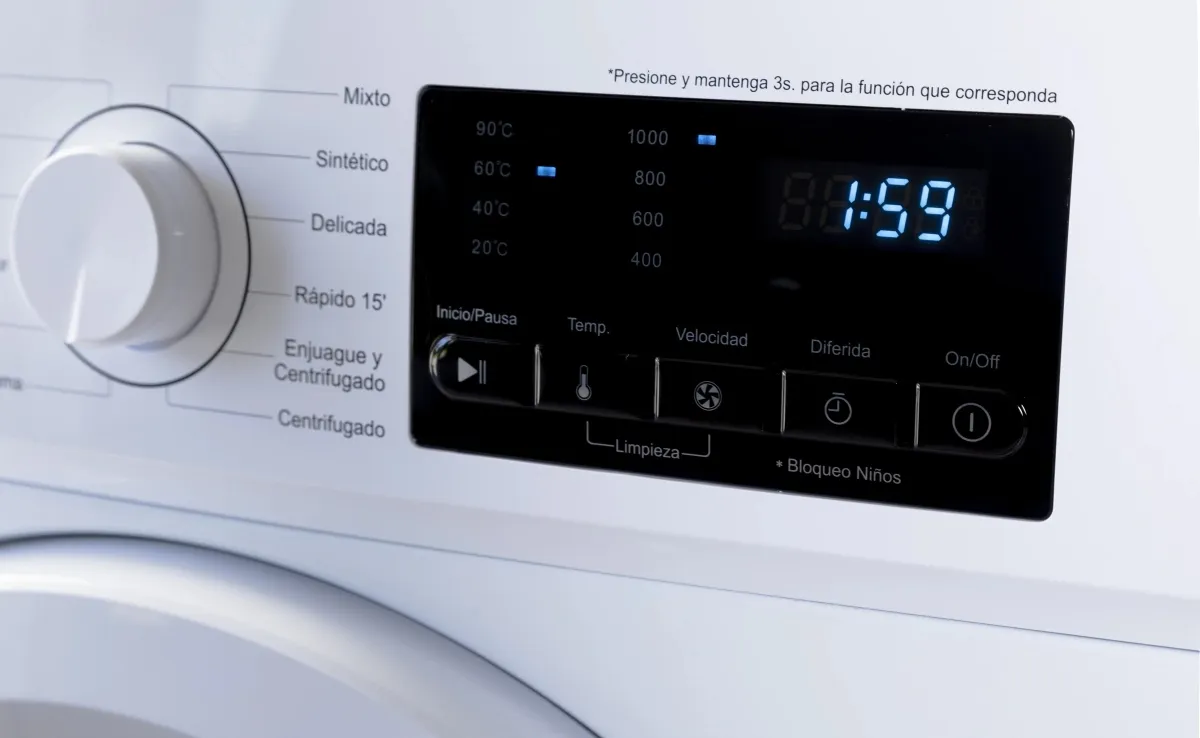 *Presione y mantenga 3s. para la función que corresponda
Mixto
Sintético
Delicada
Rápido 15'
Enjuague y
Centrifugado
Centrifugado
90°C
60°C
40°C
20°C
1000
800
600
400
1:59
Inicio/Pausa
Temp.
Velocidad
Diferida
On/Off
Limpieza
* Bloqueo Niños